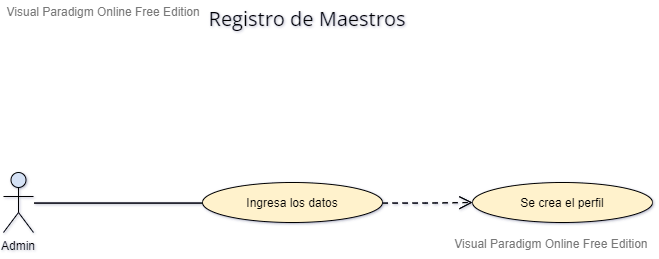 Visual Paradigm Online Free Edition
Registro de Maestros
Ingresa los datos
Se crea el perfil
Admin
Visual Paradigm Online Free Edition